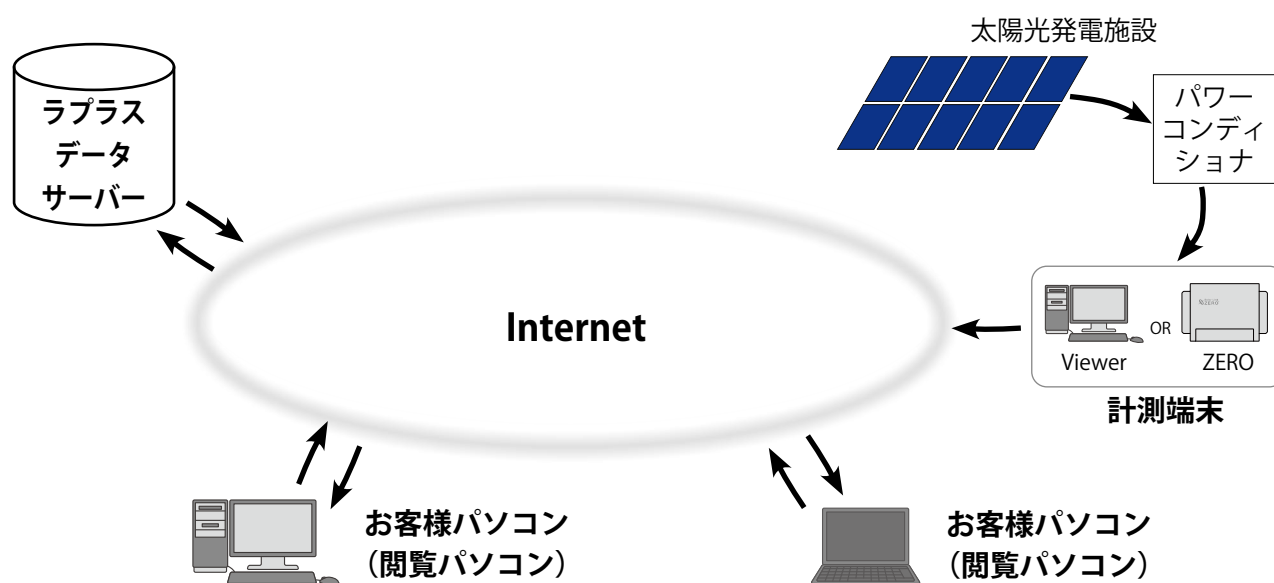 太陽光発電施設
ラプラス
データ
サーバー
パワー
コンディ
ショナ
Internet
ZERO
OR
Viewer
ZERO
計測端末
お客様パソコン
（閲覧パソコン）
お客様パソコン
（閲覧パソコン）